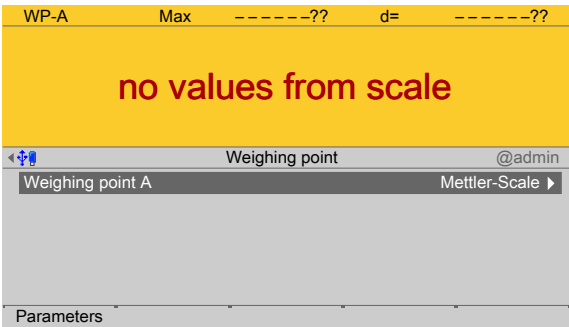 WP-A Max ––––––?? d= ––––––??
no values from scale
Weighing point @admin
Weighing point A Mettler-Scale
Parameters